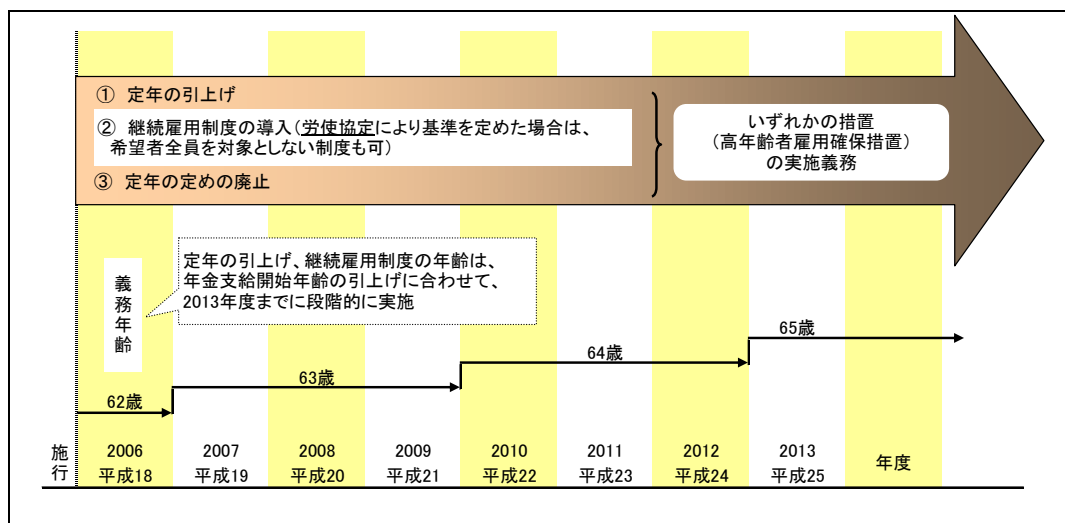 ① 定年の引上げ
② 継続雇用制度の導入(労使協定により基準を定めた場合は、
希望者全員を対象としない制度も可)
③ 定年の定めの廃止
いずれかの措置
(高年齢者雇用確保措置)
の実施義務
義務年齢
定年の引上げ、継続雇用制度の年齢は、
年金支給開始年齢の引上げに合わせて、
2013年度までに段階的に実施
62歳
63歳
64歳
65歳
施行
2006 2007 2008 2009 2010 2011 2012 2013
平成18 平成19 平成20 平成21 平成22 平成23 平成24 平成25
年度